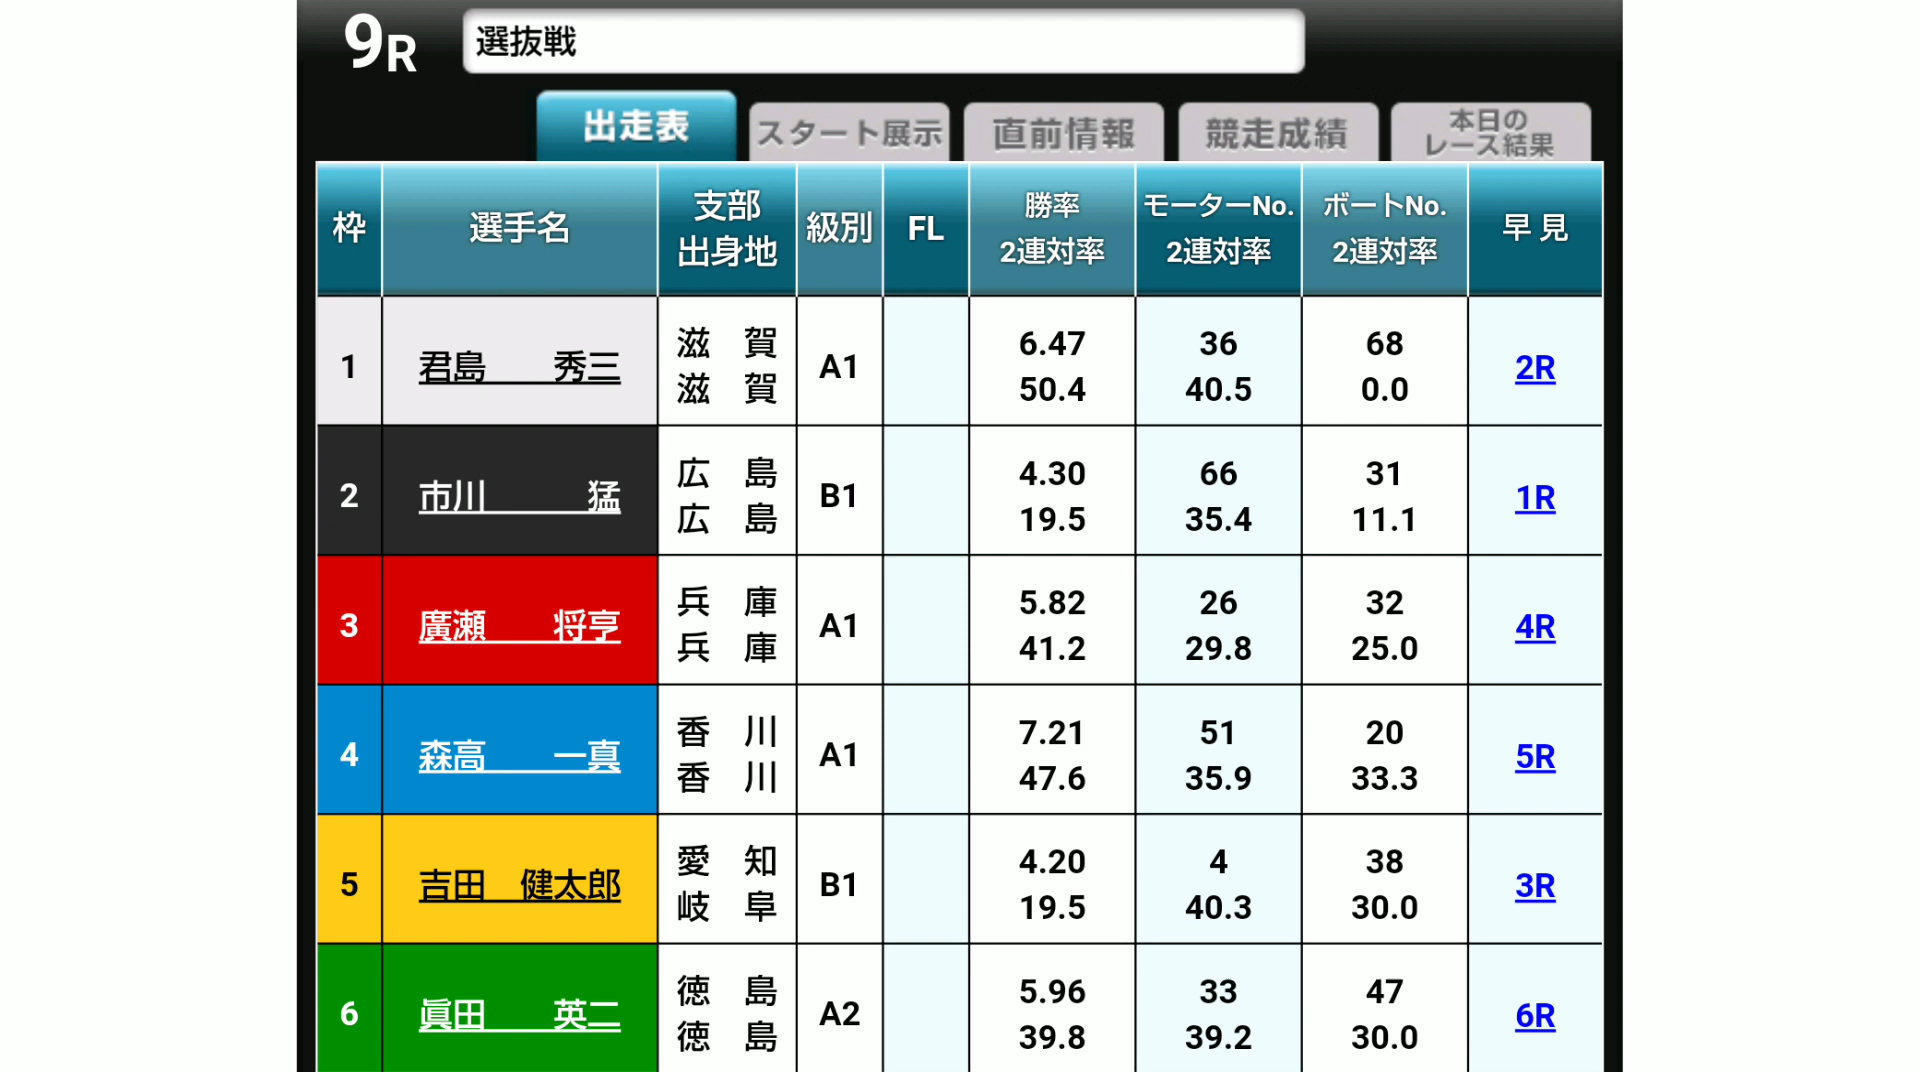 9R 選抜戦
出走表 スタート展示 直前情報 競走成績 本日の
レース結果
枠 選手名 支部 級別 FL 勝率 モーターNo. ボートNo. 早見
出身地 2連対率 2連対率 2連対率
1 君島 秀三 滋賀 A1 6.47 36 68 2R
滋賀 50.4 40.5 0.0
2 市川 猛 広島 B1 4.30 66 31 1R
広島 19.5 35.4 11.1
3 廣瀬 将亨 兵庫 A1 5.82 26 32 4R
兵庫 41.2 29.8 25.0
4 森高 一真 香川 A1 7.21 51 20 5R
香川 47.6 35.9 33.3
5 吉田 健太郎 愛知 B1 4.20 4 38 3R
岐阜 19.5 40.3 30.0
6 眞田 英二 徳島 A2 5.96 33 47 6R
徳島 39.8 39.2 30.0